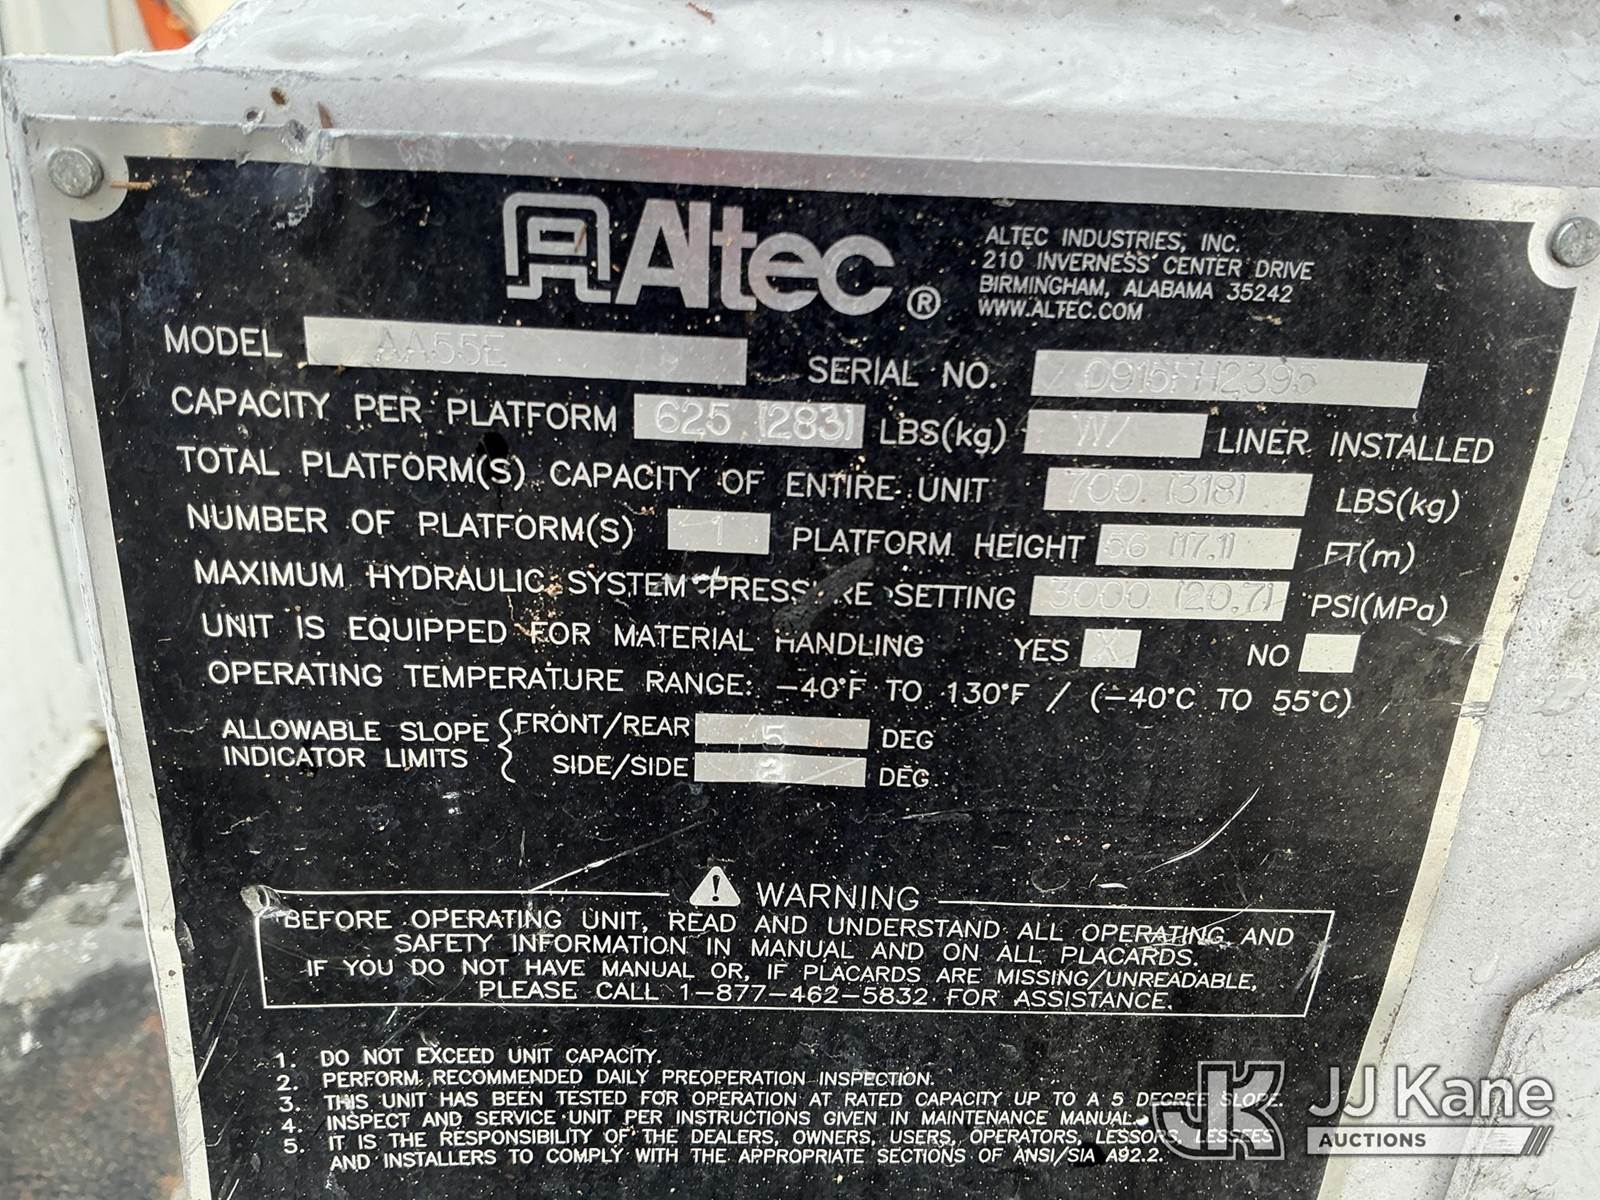 Altec®
ALTEC INDUSTRIES, INC.
210 INVERNESS CENTER DRIVE
BIRMINGHAM, ALABAMA 35242
WWW.ALTEC.COM
MODEL AA55E SERIAL NO. 0915FH2395
CAPACITY PER PLATFORM 625 (283) LBS(kg) W/ LINER INSTALLED
TOTAL PLATFORM(S) CAPACITY OF ENTIRE UNIT 700 (318) LBS(kg)
NUMBER OF PLATFORM(S) 1 PLATFORM HEIGHT 56 (17.1) FT(m)
MAXIMUM HYDRAULIC SYSTEM PRESSURE SETTING 3000 (20.7) PSI(MPa)
UNIT IS EQUIPPED FOR MATERIAL HANDLING YES X NO
OPERATING TEMPERATURE RANGE: -40°F TO 130°F / (-40°C TO 55°C)
ALLOWABLE SLOPE INDICATOR LIMITS { FRONT/REAR 5 DEG
SIDE/SIDE DEG
WARNING
BEFORE OPERATING UNIT, READ AND UNDERSTAND ALL OPERATING AND
SAFETY INFORMATION IN MANUAL AND ON ALL PLACARDS.
IF YOU DO NOT HAVE MANUAL OR, IF PLACARDS ARE MISSING/UNREADABLE,
PLEASE CALL 1-877-462-5832 FOR ASSISTANCE.
1. DO NOT EXCEED UNIT CAPACITY.
2. PERFORM RECOMMENDED DAILY PREOPERATION INSPECTION.
3. THIS UNIT HAS BEEN TESTED FOR OPERATION AT RATED CAPACITY UP TO A 5 DEGREE SLOPE.
4. INSPECT AND SERVICE UNIT PER INSTRUCTIONS GIVEN IN MAINTENANCE MANUALS.
5. IT IS THE RESPONSIBILITY OF THE DEALERS, OWNERS, USERS, OPERATORS, LESSORS, LESSEES
AND INSTALLERS TO COMPLY WITH THE APPROPRIATE SECTIONS OF ANSI/SIA A92.2.
JK JJ Kane
AUCTIONS